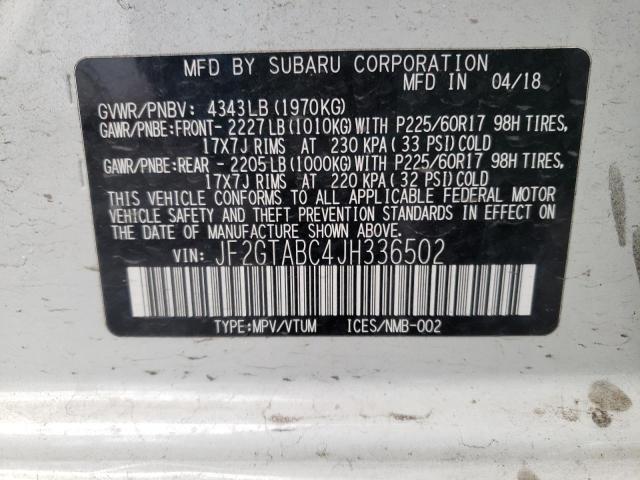 MFD BY SUBARU CORPORATION
MFD IN 04/18
GVWR/PNBV: 4343LB(1970KG)
GAWR/PNBE:FRONT- 2227LB(1010KG)WITH P225/60R17 98H TIRES,
17X7J RIMS AT 230 KPA(33 PSI)COLD
GAWR/PNBE:REAR - 2205LB(1000KG)WITH P225/60R17 98H TIRES,
17X7J RIMS AT 220 KPA(32 PSI)COLD
THIS VEHICLE CONFORMS TO ALL APPLICABLE FEDERAL MOTOR
VEHICLE SAFETY AND THEFT PREVENTION STANDARDS IN EFFECT ON
THE DATE OF MANUFACTURE SHOWN ABOVE.
VIN: JF2GTABC4JH336502
TYPE:MPV/VTUM ICES/NMB-002